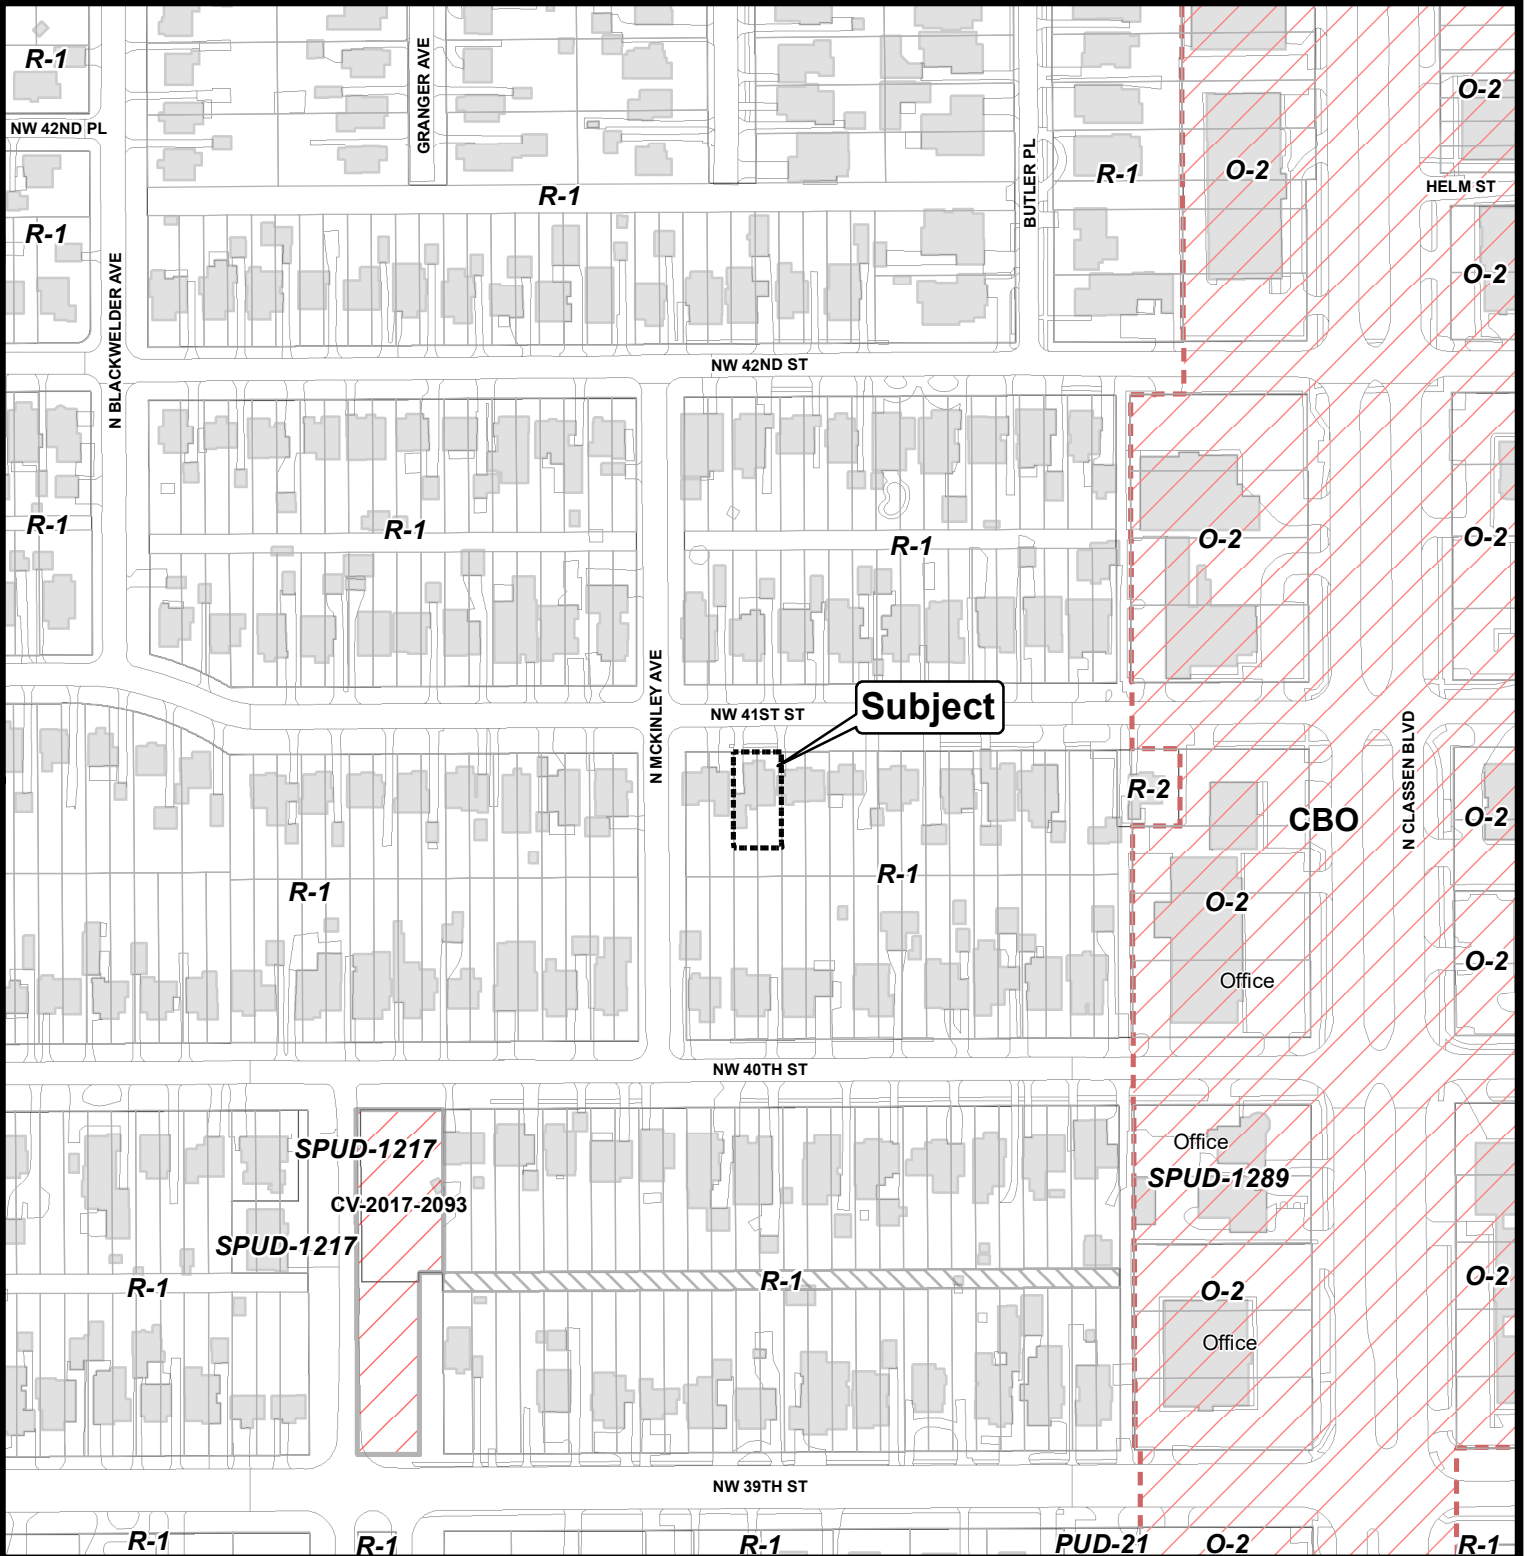 R-1
GRANGER AVE
O-2
NW 42ND PL
BUTLER PL
R-1
O-2
HELM ST
R-1
R-1
O-2
N BLACKWELDER AVE
NW 42ND ST
R-1
R-1
R-1
O-2
O-2
N MCKINLEY AVE
NW 41ST ST
Subject
N CLASSEN BLVD
R-2
CBO
O-2
R-1
R-1
O-2
O-2
Office
NW 40TH ST
SPUD-1217
Office
SPUD-1289
CV-2017-2093
SPUD-1217
R-1
R-1
O-2
O-2
Office
NW 39TH ST
R-1
R-1
R-1
PUD-21
O-2
R-1